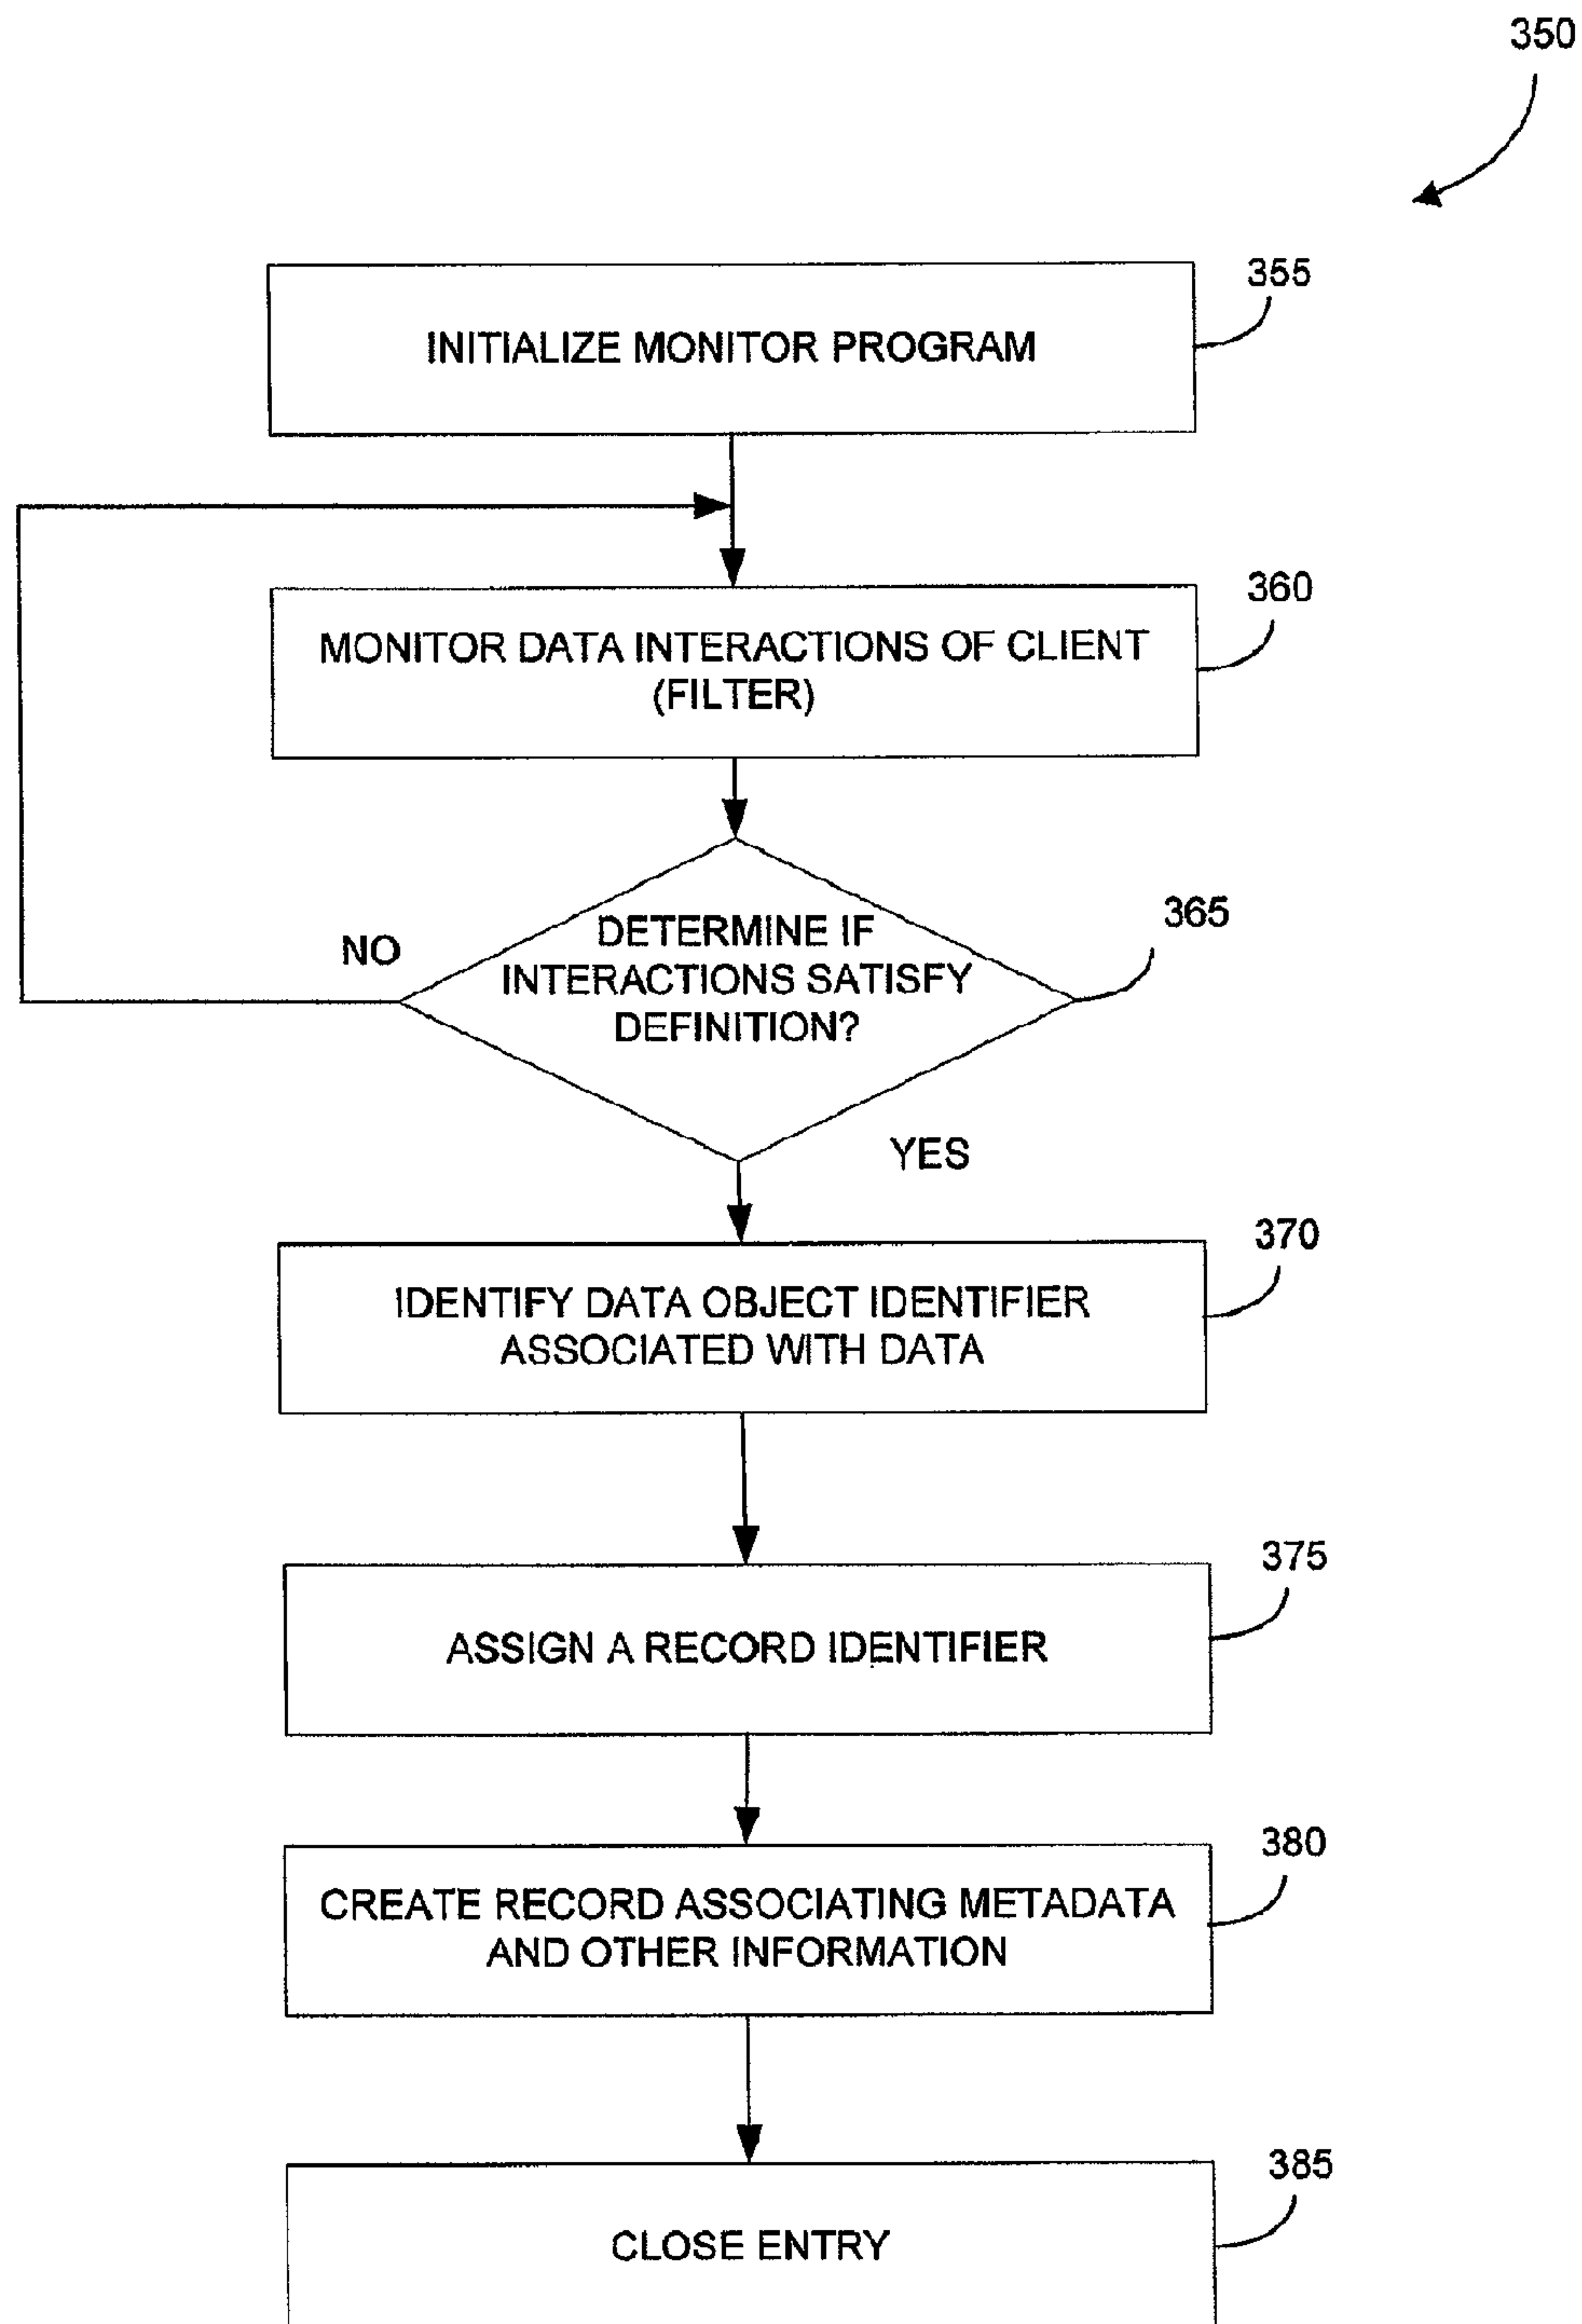 350
355
INITIALIZE MONITOR PROGRAM
360
MONITOR DATA INTERACTIONS OF CLIENT
(FILTER)
365
NO
DETERMINE IF
INTERACTIONS SATISFY
DEFINITION?
YES
370
IDENTIFY DATA OBJECT IDENTIFIER
ASSOCIATED WITH DATA
375
ASSIGN A RECORD IDENTIFIER
380
CREATE RECORD ASSOCIATING METADATA
AND OTHER INFORMATION
385
CLOSE ENTRY